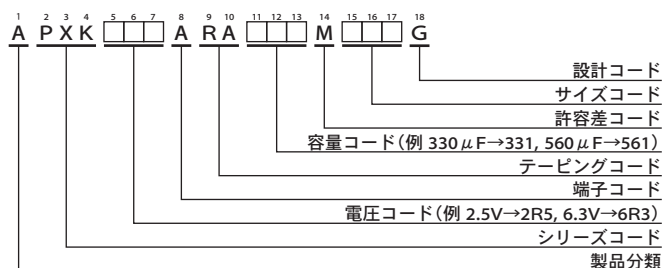 1 2 3 4 5 6 7 8 9 10 11 12 13 14 15 16 17 18
A P X K □□□ A R A □□□ M □□□ G
設計コード
サイズコード
許容差コード
容量コード(例 330μF→331, 560μF→561)
テーピングコード
端子コード
電圧コード(例 2.5V→2R5, 6.3V→6R3)
シリーズコード
製品分類